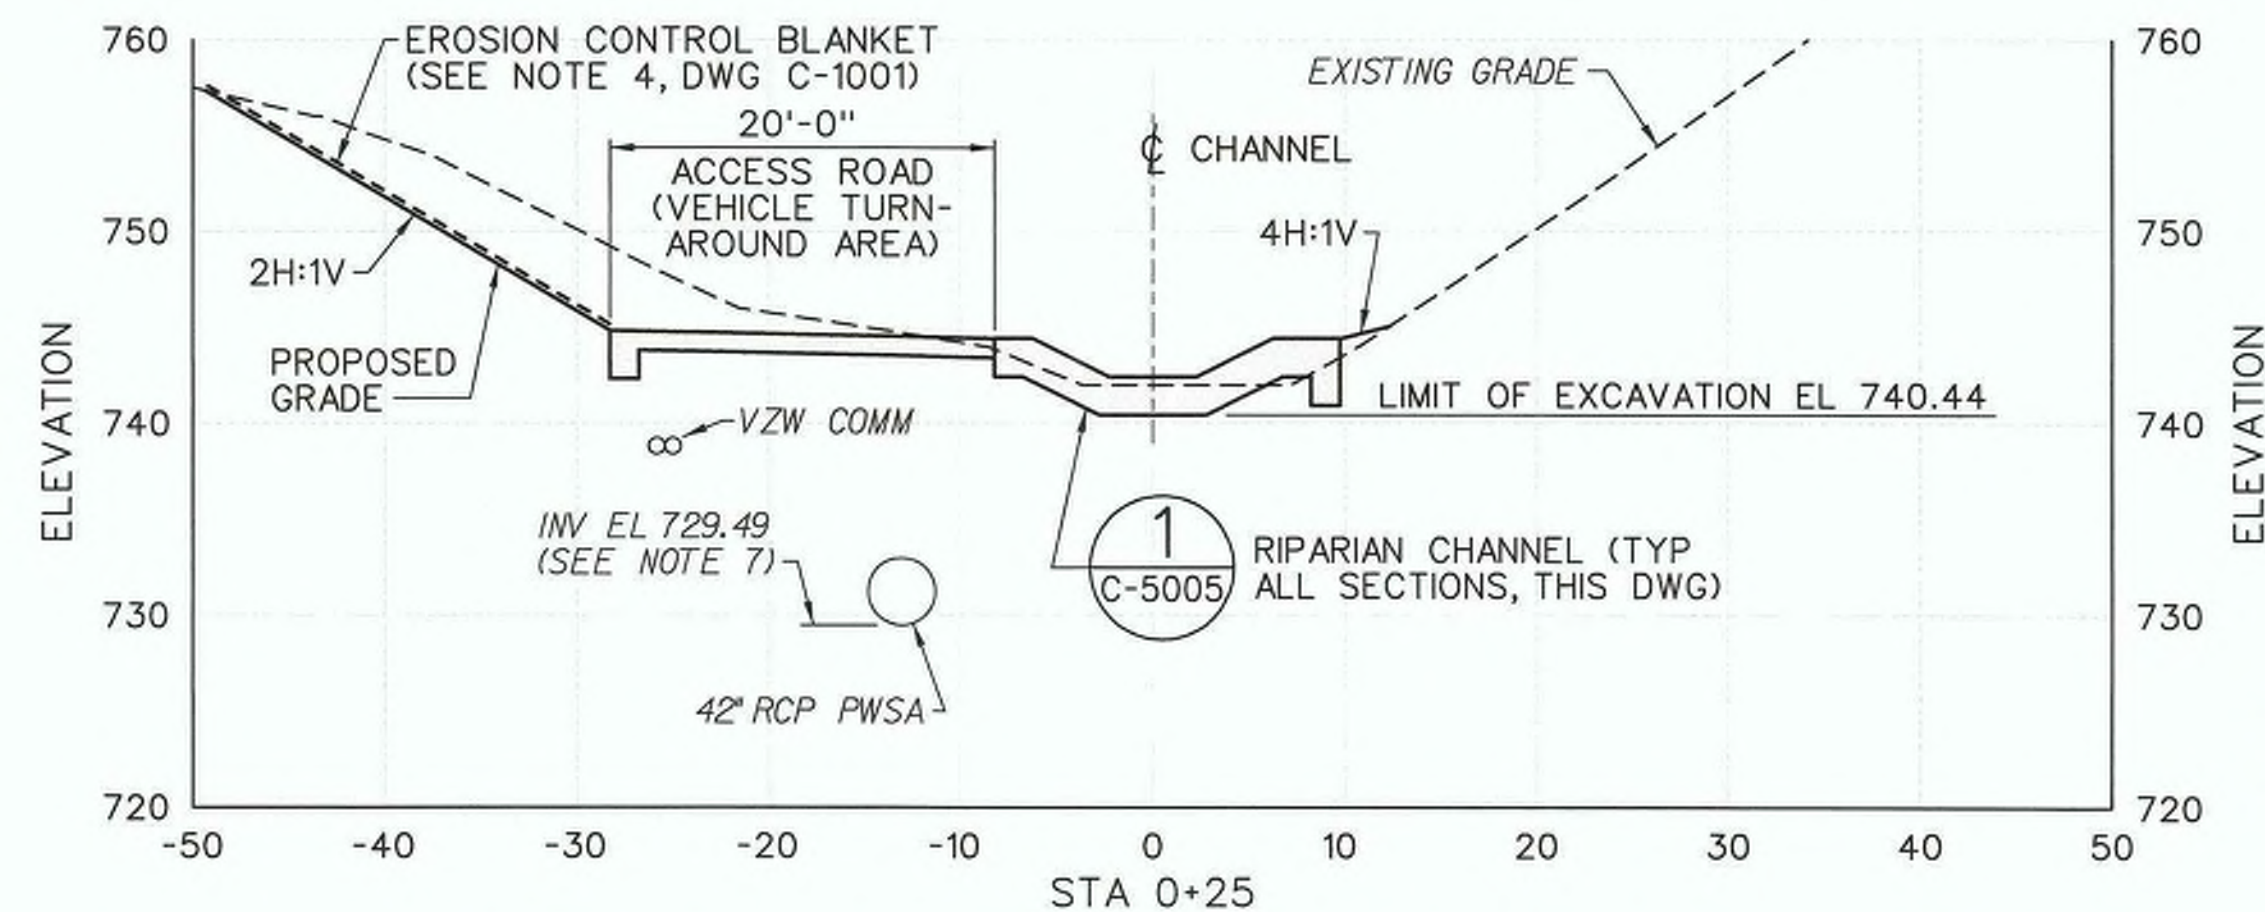 760
EROSION CONTROL BLANKET
(SEE NOTE 4, DWG C-1001)
20'-0"
ACCESS ROAD
(VEHICLE TURN-
AROUND AREA)
EXISTING GRADE
760
℄ CHANNEL
750
2H:1V
4H:1V
750
PROPOSED
GRADE
LIMIT OF EXCAVATION EL 740.44
740
VZW COMM
740
ELEVATION
ELEVATION
INV EL 729.49
(SEE NOTE 7)
1
C-5005
RIPARIAN CHANNEL (TYP
ALL SECTIONS, THIS DWG)
730
730
42" RCP PWSA
720
720
-50 -40 -30 -20 -10 0 10 20 30 40 50
STA 0+25